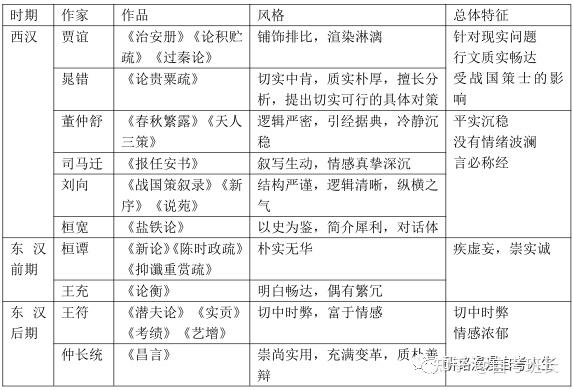 时期 作家 作品 风格 总体特征
西汉 贾谊 《治安册》《论积贮疏》《过秦论》 铺饰排比，渲染淋漓 针对现实问题 行文质实畅达 受战国策士的影响
晁错 《论贵粟疏》 切实中肯，质实朴厚，擅长分析，提出切实可行的具体对策
董仲舒 《春秋繁露》《天人三策》 逻辑严密，引经据典，冷静沉稳 平实沉稳 没有情绪波澜 言必称经
司马迁 《报任安书》 叙写生动，情感真挚深沉
刘向 《战国策叙录》《新序》《说苑》 结构严谨，逻辑清晰，纵横之气
桓宽 《盐铁论》 以史为鉴，简介犀利，对话体
东汉前期 桓谭 《新论》《陈时政疏》《抑谶重赏疏》 朴实无华 疾虚妄，崇实诚
王充 《论衡》 明白畅达，偶有繁冗
东汉后期 王符 《潜夫论》《实贡》《考绩》《艺增》 切中时弊，富于情感 切中时弊 情感浓郁
仲长统 《昌言》 崇尚实用，充满变革，质朴善辩